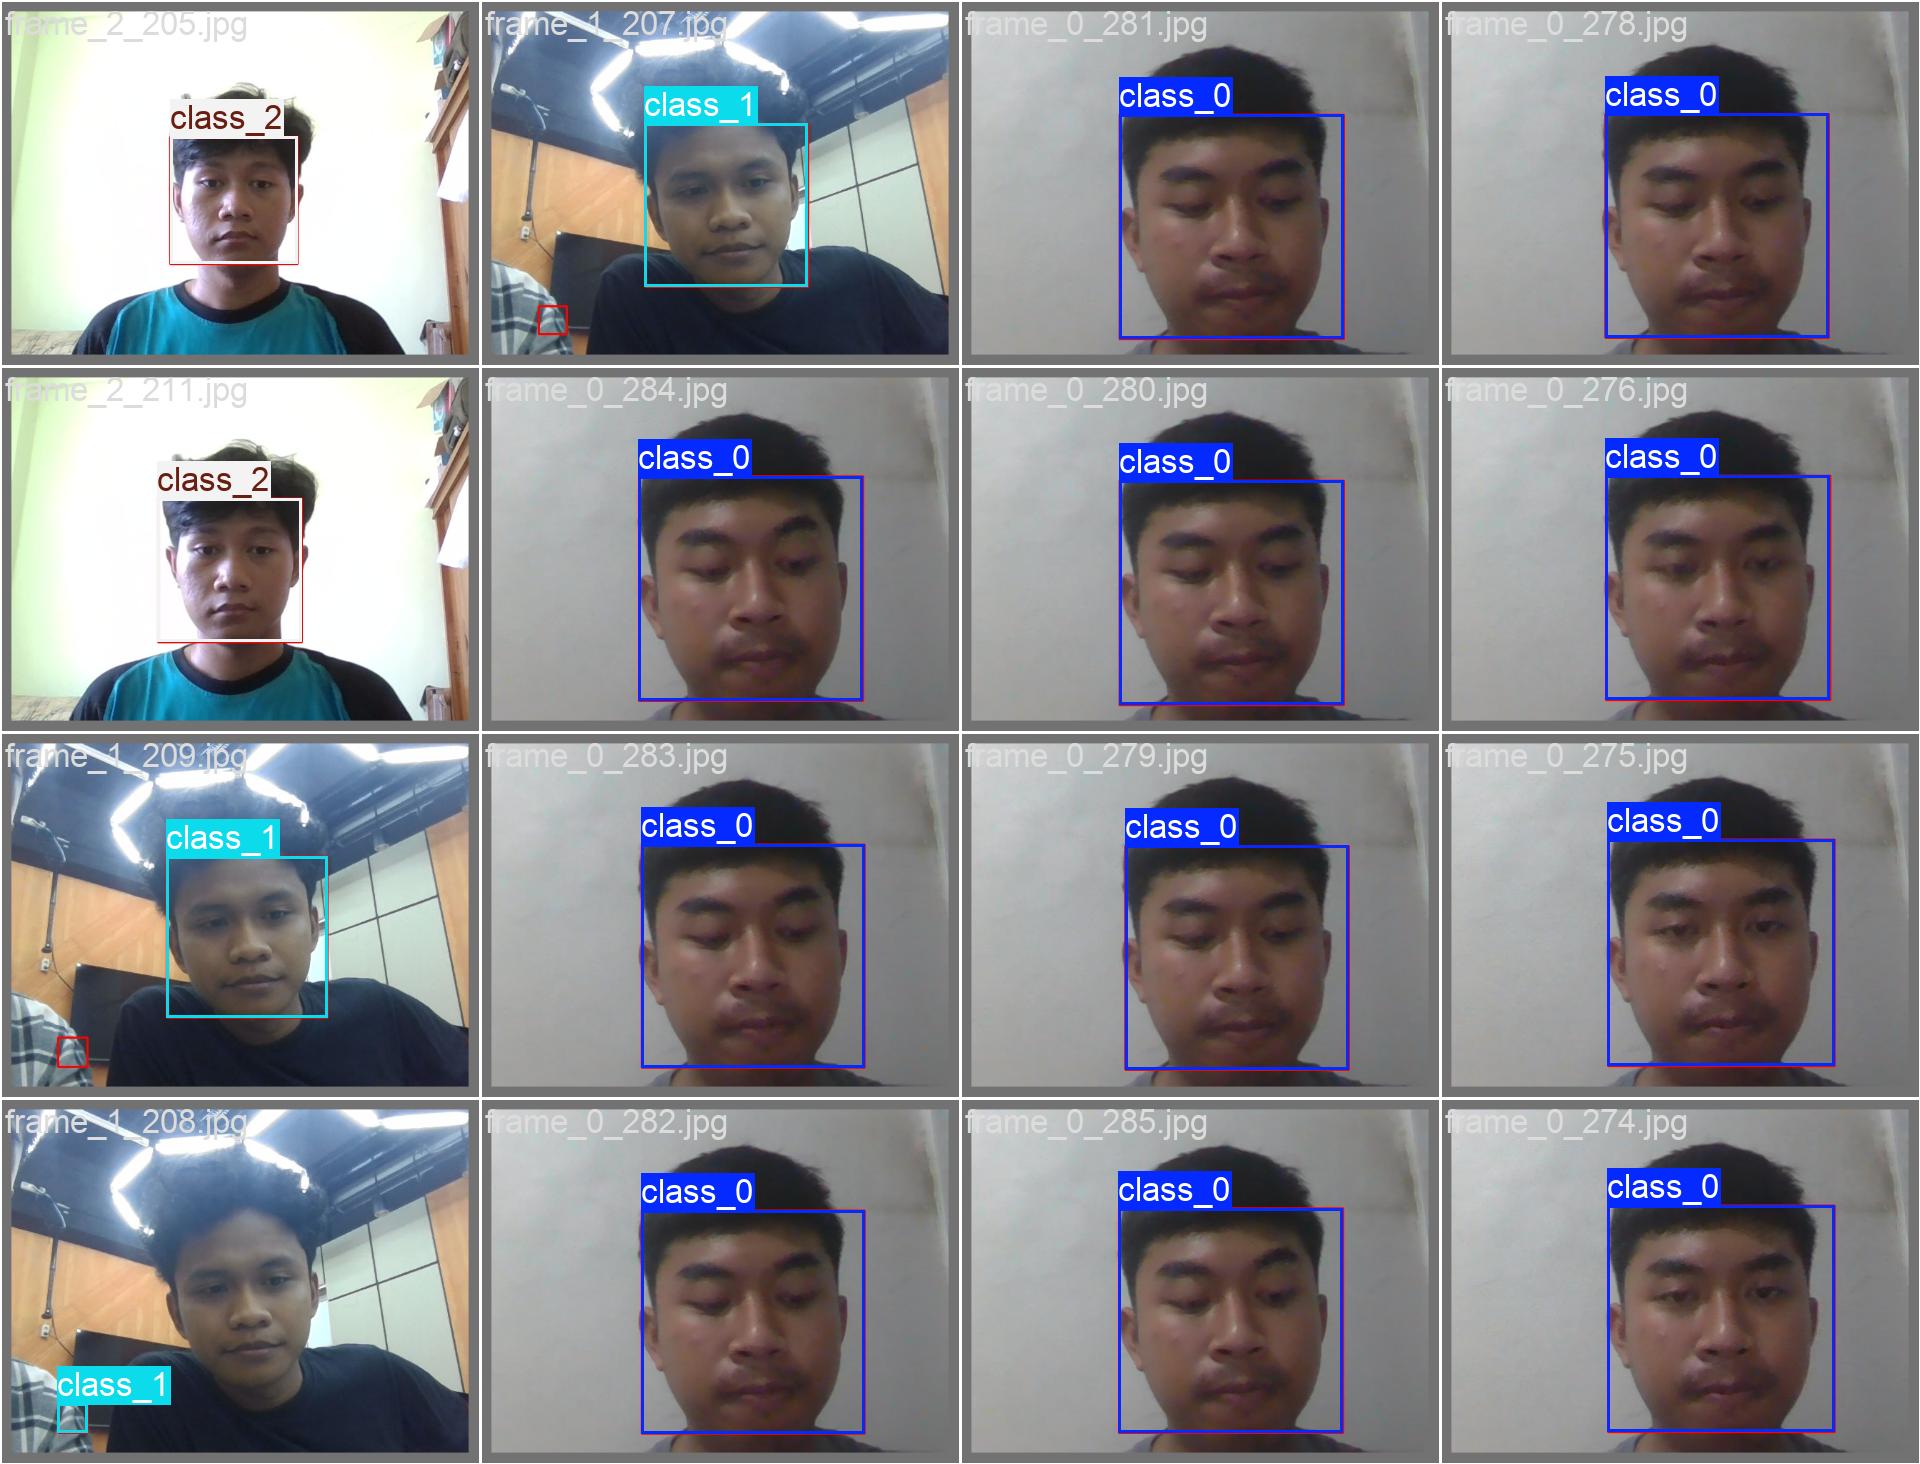 frame_2_205.jpg
class_2
frame_1_207.jpg
class_1
frame_0_281.jpg
class_0
frame_0_278.jpg
class_0
frame_2_211.jpg
class_2
frame_0_284.jpg
class_0
frame_0_280.jpg
class_0
frame_0_276.jpg
class_0
frame_1_209.jpg
class_1
frame_0_283.jpg
class_0
frame_0_279.jpg
class_0
frame_0_275.jpg
class_0
frame_1_208.jpg
class_1
frame_0_282.jpg
class_0
frame_0_285.jpg
class_0
frame_0_274.jpg
class_0